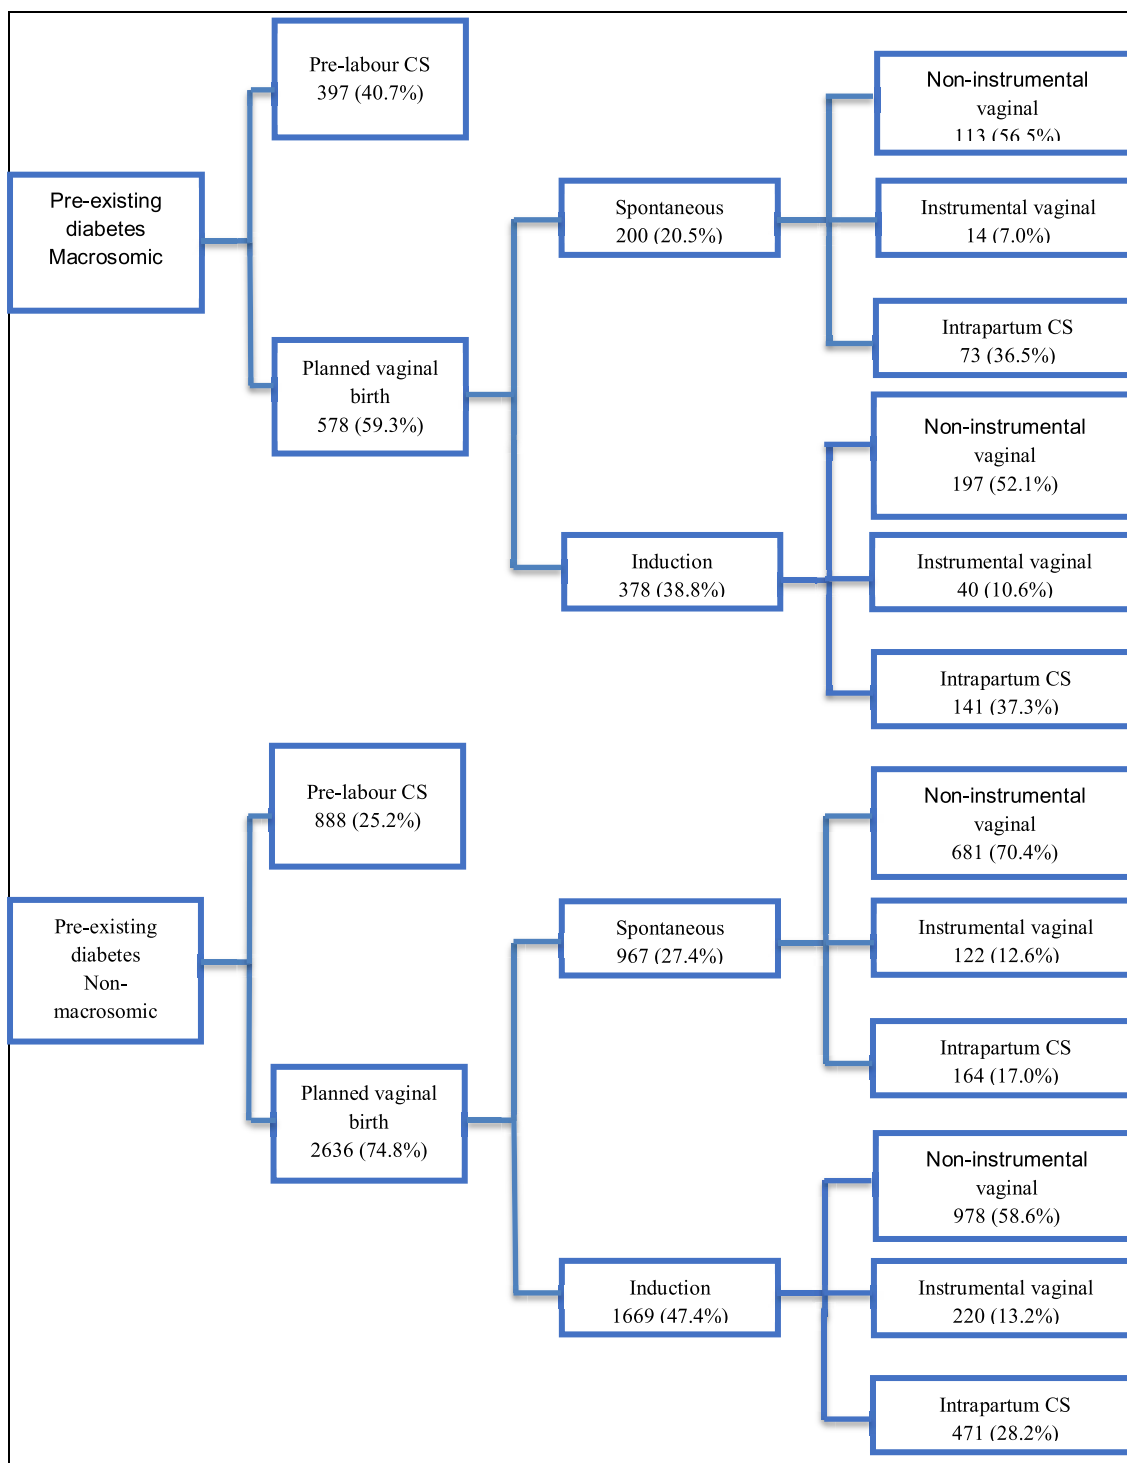 Pre-existing
diabetes
Macrosomic
Pre-labour CS
397 (40.7%)
Planned vaginal
birth
578 (59.3%)
Spontaneous
200 (20.5%)
Induction
378 (38.8%)
Non-instrumental
vaginal
113 (56.5%)
Instrumental vaginal
14 (7.0%)
Intrapartum CS
73 (36.5%)
Non-instrumental
vaginal
197 (52.1%)
Instrumental vaginal
40 (10.6%)
Intrapartum CS
141 (37.3%)
Pre-existing
diabetes
Non-
macrosomic
Pre-labour CS
888 (25.2%)
Planned vaginal
birth
2636 (74.8%)
Spontaneous
967 (27.4%)
Induction
1669 (47.4%)
Non-instrumental
vaginal
681 (70.4%)
Instrumental vaginal
122 (12.6%)
Intrapartum CS
164 (17.0%)
Non-instrumental
vaginal
978 (58.6%)
Instrumental vaginal
220 (13.2%)
Intrapartum CS
471 (28.2%)